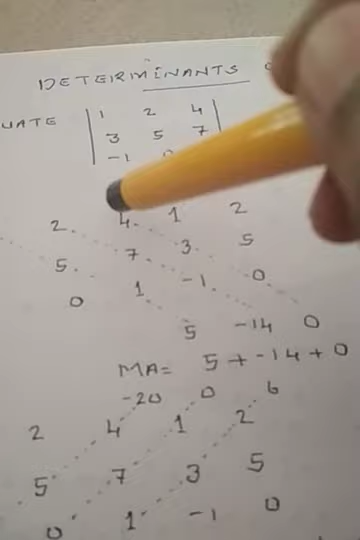 DETERMINANTS
UATE 1 2 4
3 5 7
-1
2 4 1 2
5 7 3 5
0 1 -1 0
5 -14 0
MA= 5+-14+0
-20 0 6
2 4 1 2
5 7 3 5
0 1 -1 0